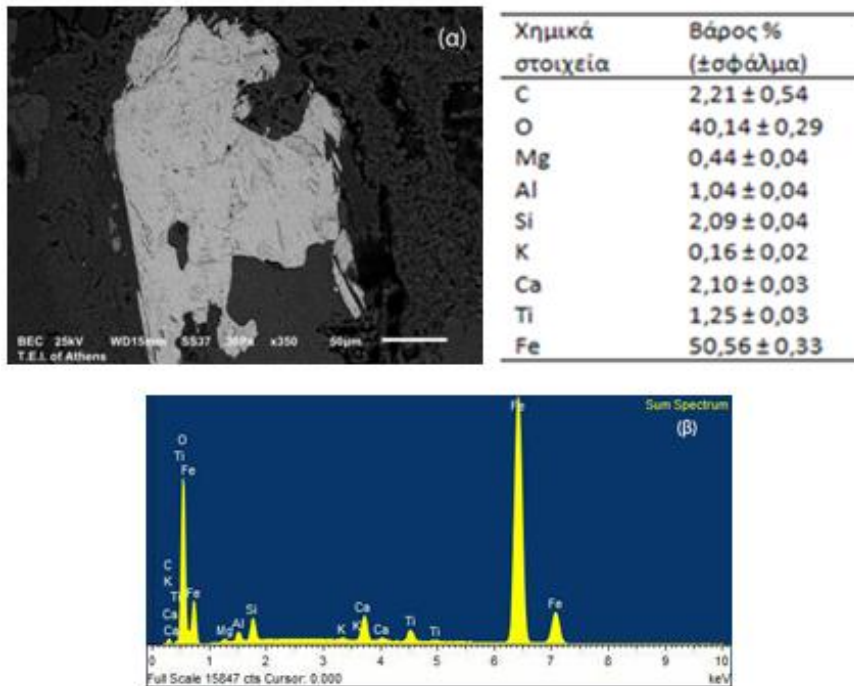 (α)
BEC 25kV WD15mm SS37 x350 50μm
T.E.I. of Athens
Χημικά στοιχεία Βάρος % (±σφάλμα)
C 2,21 ± 0,54
O 40,14 ± 0,29
Mg 0,44 ± 0,04
Al 1,04 ± 0,04
Si 2,09 ± 0,04
K 0,16 ± 0,02
Ca 2,10 ± 0,03
Ti 1,25 ± 0,03
Fe 50,56 ± 0,33
Sum Spectrum
(β)
O
Ti
Fe
C
K
Ti Fe
Ca
Ca
Mg Al Si
K K Ca Ca
Ti Ti
Fe
Fe
0 1 2 3 4 5 6 7 8 9 10
Full Scale 15847 cts Cursor: 0.000 keV